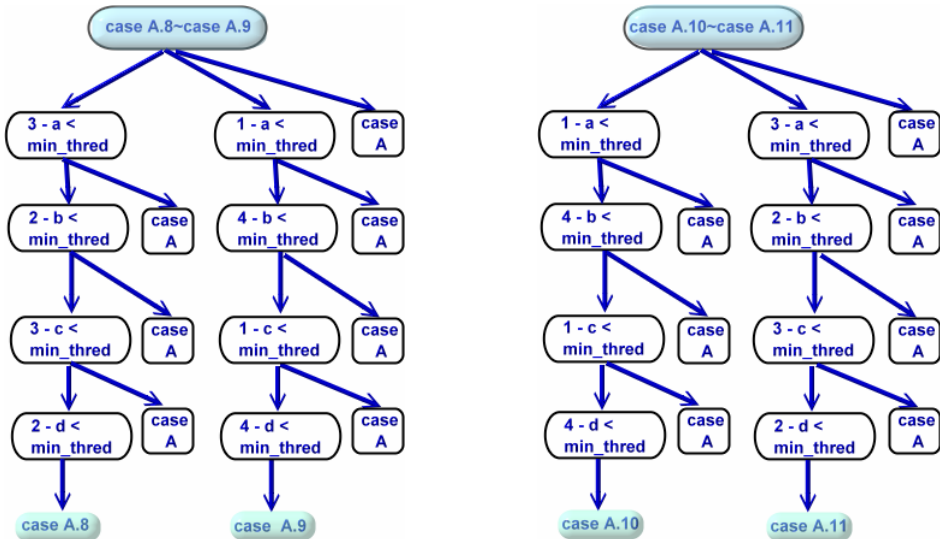 case A.8~case A.9
3 - a <
min_thred
1 - a <
min_thred
case
A
2 - b <
min_thred
case
A
4 - b <
min_thred
case
A
3 - c <
min_thred
case
A
1 - c <
min_thred
case
A
2 - d <
min_thred
case
A
4 - d <
min_thred
case
A
case A.8
case A.9
case A.10~case A.11
1 - a <
min_thred
3 - a <
min_thred
case
A
4 - b <
min_thred
case
A
2 - b <
min_thred
case
A
1 - c <
min_thred
case
A
3 - c <
min_thred
case
A
4 - d <
min_thred
case
A
2 - d <
min_thred
case
A
case A.10
case A.11